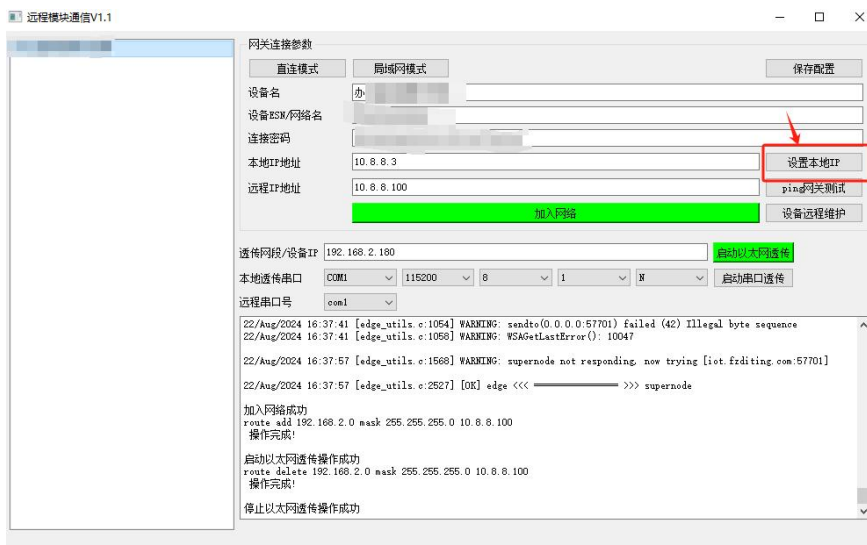 远程模块通信V1.1
网关连接参数
直连模式 局域网模式 保存配置
设备名 办
设备ESN/网络名
连接密码
本地IP地址 10.8.8.3 设置本地IP
远程IP地址 10.8.8.100 ping网关测试
加入网络 设备远程维护
透传网段/设备IP 192.168.2.180 启动以太网透传
本地透传串口 COM1 115200 8 1 N 启动串口透传
远程串口号 com1
22/Aug/2024 16:37:41 [edge_utils.c:1054] WARNING: sendto(0.0.0.0:57701) failed (42) Illegal byte sequence
22/Aug/2024 16:37:41 [edge_utils.c:1058] WARNING: WSAGetLastError(): 10047
22/Aug/2024 16:37:57 [edge_utils.c:1568] WARNING: supernode not responding, now trying [iot.fzditing.com:57701]
22/Aug/2024 16:37:57 [edge_utils.c:2527] [OK] edge <<< ================ >>> supernode
加入网络成功
route add 192.168.2.0 mask 255.255.255.0 10.8.8.100
操作完成!
启动以太网透传操作成功
route delete 192.168.2.0 mask 255.255.255.0 10.8.8.100
操作完成!
停止以太网透传操作成功